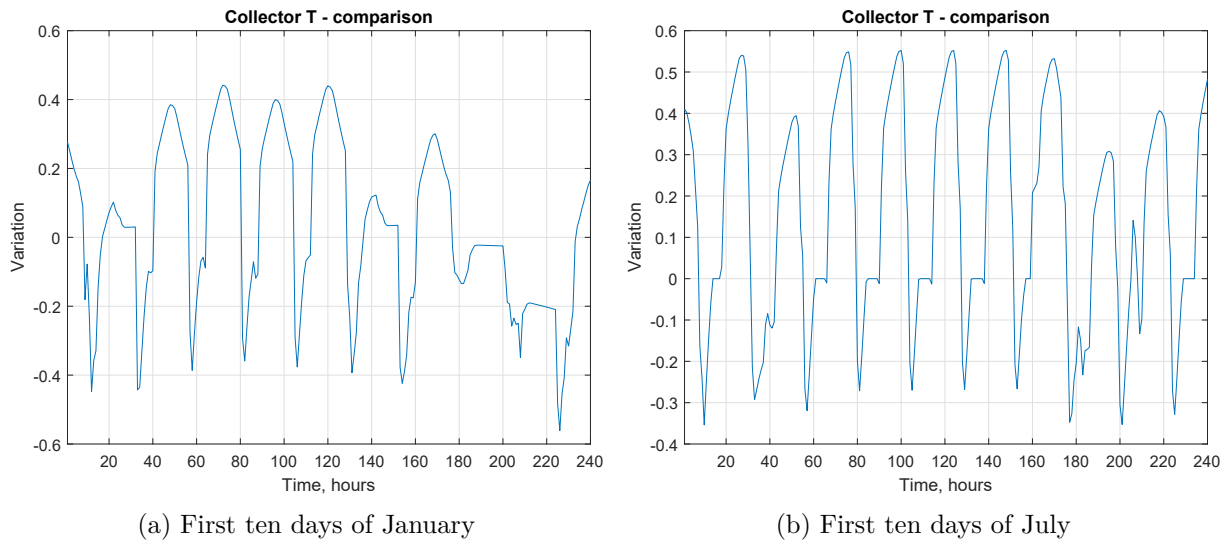 Collector T - comparison
0.6
0.4
0.2
0
-0.2
-0.4
-0.6
Variation
20 40 60 80 100 120 140 160 180 200 220 240
Time, hours
(a) First ten days of January
Collector T - comparison
0.6
0.5
0.4
0.3
0.2
0.1
0
-0.1
-0.2
-0.3
-0.4
Variation
20 40 60 80 100 120 140 160 180 200 220 240
Time, hours
(b) First ten days of July